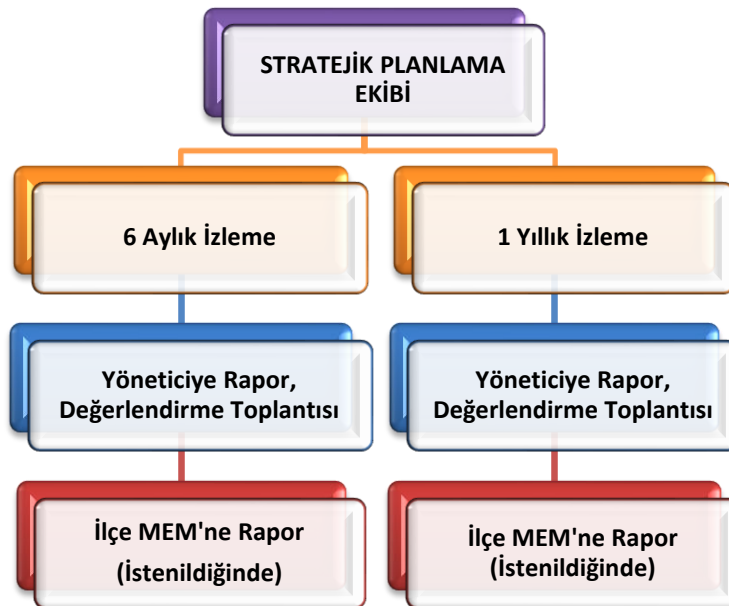 STRATEJİK PLANLAMA
EKİBİ
6 Aylık İzleme
1 Yıllık İzleme
Yöneticiye Rapor,
Değerlendirme Toplantısı
Yöneticiye Rapor,
Değerlendirme Toplantısı
İlçe MEM'ne Rapor
(İstenildiğinde)
İlçe MEM'ne Rapor
(İstenildiğinde)